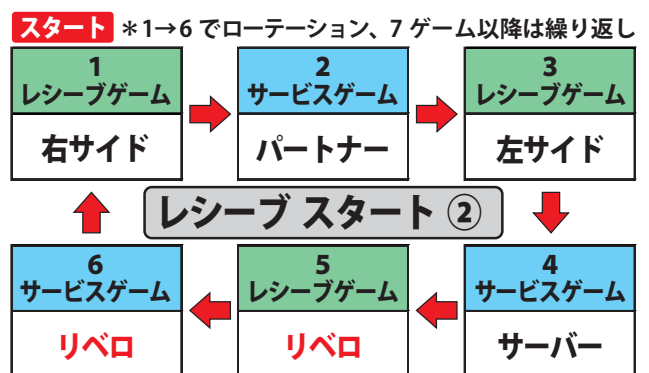 スタート ＊1→6 でローテーション、7 ゲーム以降は繰り返し
1
レシーブゲーム
右サイド
2
サービスゲーム
パートナー
3
レシーブゲーム
左サイド
レシーブ スタート ②
4
サービスゲーム
サーバー
5
レシーブゲーム
リベロ
6
サービスゲーム
リベロ